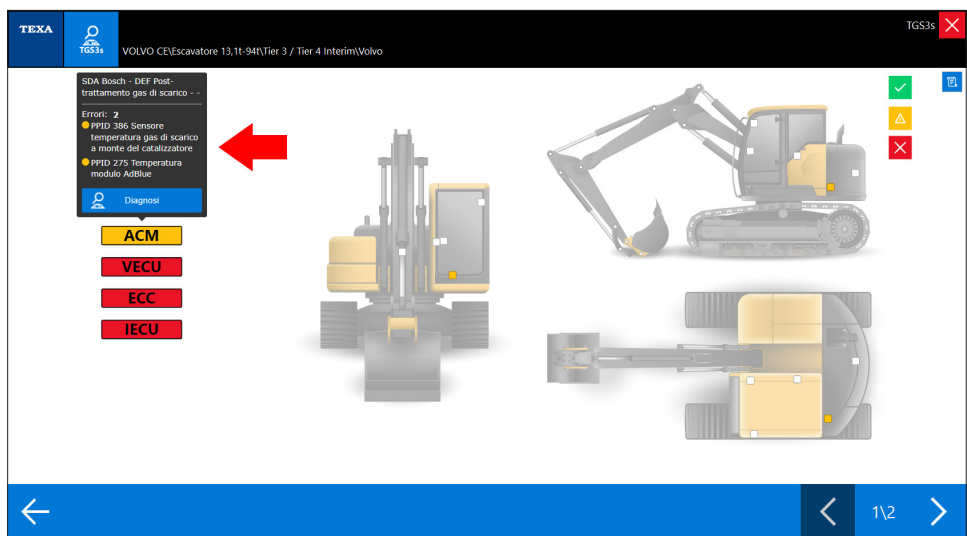 TEXA
TGS3s
VOLVO CE\Escavatore 13,1t-94t\Tier 3 / Tier 4 Interim\Volvo
TGS3s
SDA Bosch - DEF Post-
trattamento gas di scarico - -
Errori: 2
PPID 386 Sensore
temperatura gas di scarico
a monte del catalizzatore
PPID 275 Temperatura
modulo AdBlue
Diagnosi
ACM
VECU
ECC
IECU
1\2